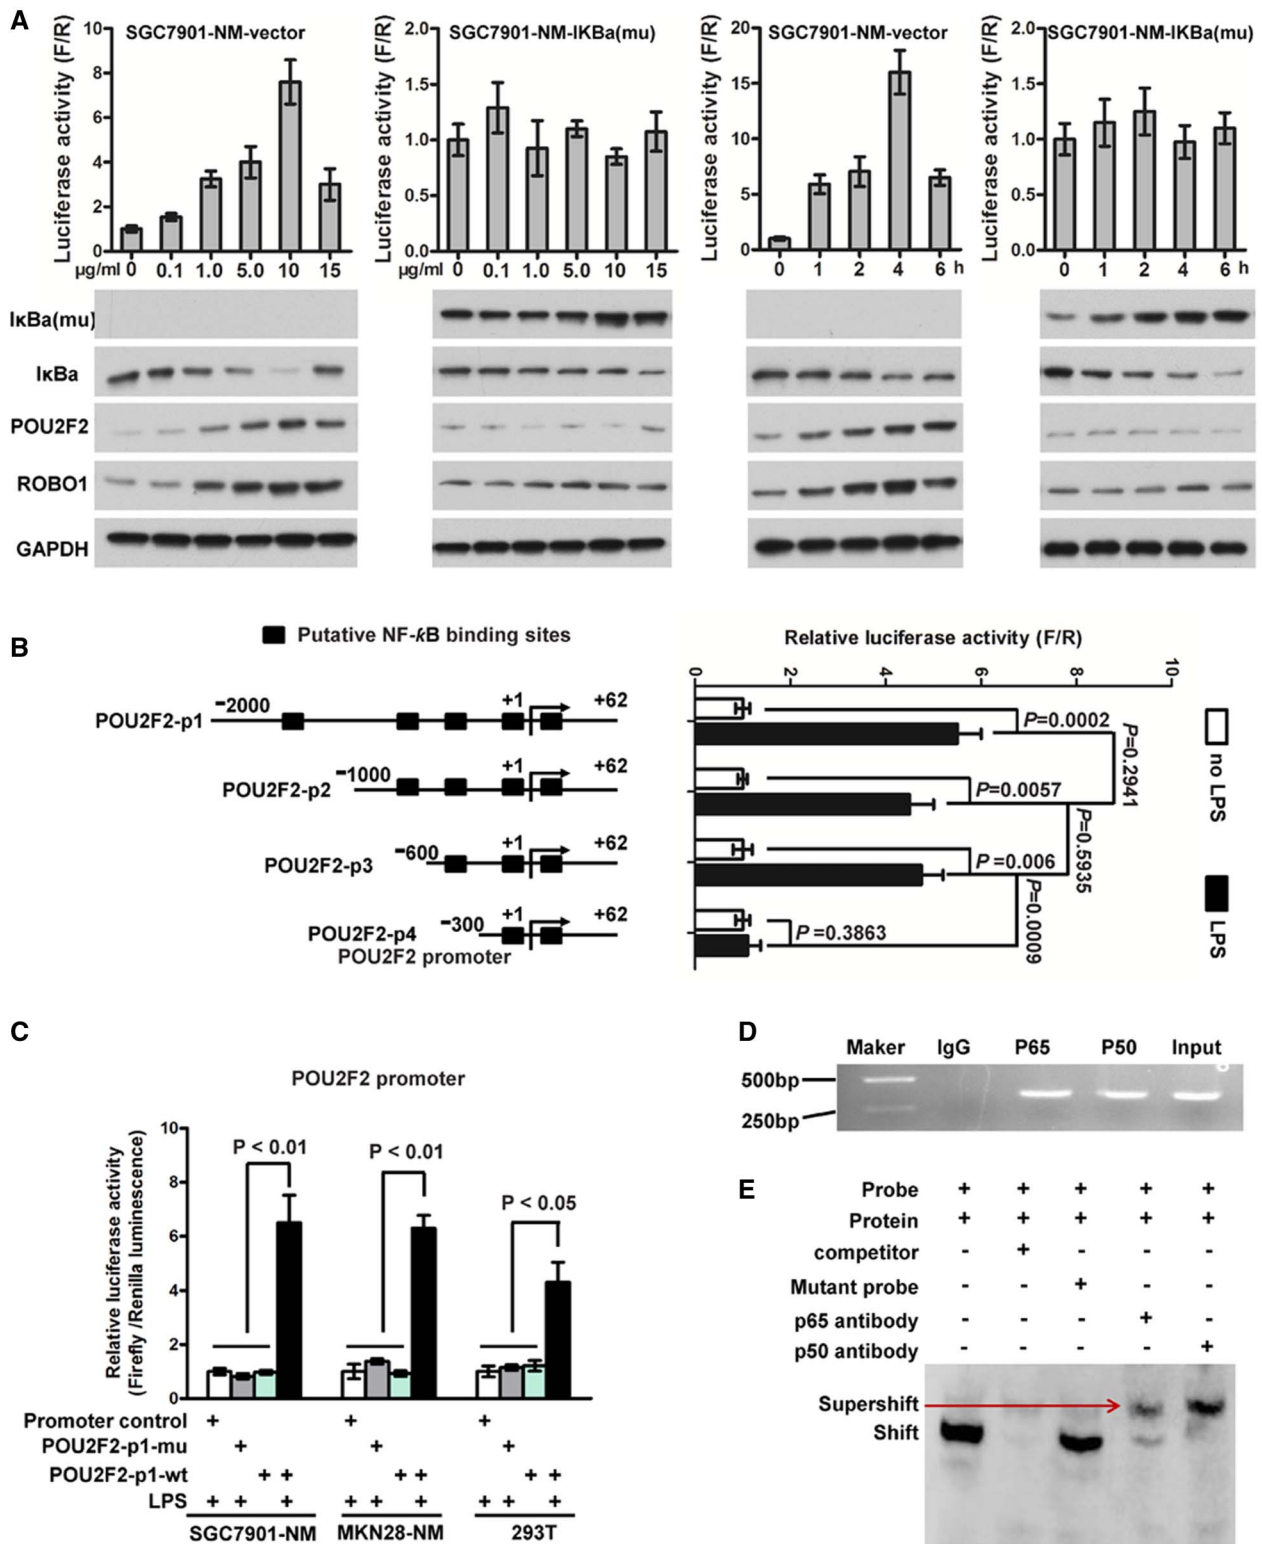 A
SGC7901-NM-vector
Luciferase activity (F/R)
10
8
6
4
2
0
µg/ml 0 0.1 1.0 5.0 10 15
SGC7901-NM-IKBa(mu)
Luciferase activity (F/R)
2.0
1.5
1.0
0.5
0.0
µg/ml 0 0.1 1.0 5.0 10 15
SGC7901-NM-vector
Luciferase activity (F/R)
20
15
10
5
0
0 1 2 4 6 h
SGC7901-NM-IKBa(mu)
Luciferase activity (F/R)
2.0
1.5
1.0
0.5
0.0
0 1 2 4 6 h
IκBa(mu)
IκBa
POU2F2
ROBO1
GAPDH
B
Putative NF-kB binding sites
POU2F2-p1 −2000 +1 +62
POU2F2-p2 −1000 +1 +62
POU2F2-p3 −600 +1 +62
POU2F2-p4 −300 +1 +62
POU2F2 promoter
Relative luciferase activity (F/R)
0 2 4 6 8 10
P=0.0002
P=0.2941
P=0.0057
P=0.5935
P =0.006
P=0.0009
P =0.3863
no LPS
LPS
C
POU2F2 promoter
Relative luciferase activity
(Firefly /Renilla luminescence)
10
8
6
4
2
0
P < 0.01
P < 0.01
P < 0.05
Promoter control + + +
POU2F2-p1-mu + + +
POU2F2-p1-wt + + + + + +
LPS + + + + + + + + +
SGC7901-NM MKN28-NM 293T
D
Maker IgG P65 P50 Input
500bp
250bp
E
Probe + + + + +
Protein + + + + +
competitor - + - - -
Mutant probe - - + - -
p65 antibody - - - + -
p50 antibody - - - - +
Supershift
Shift